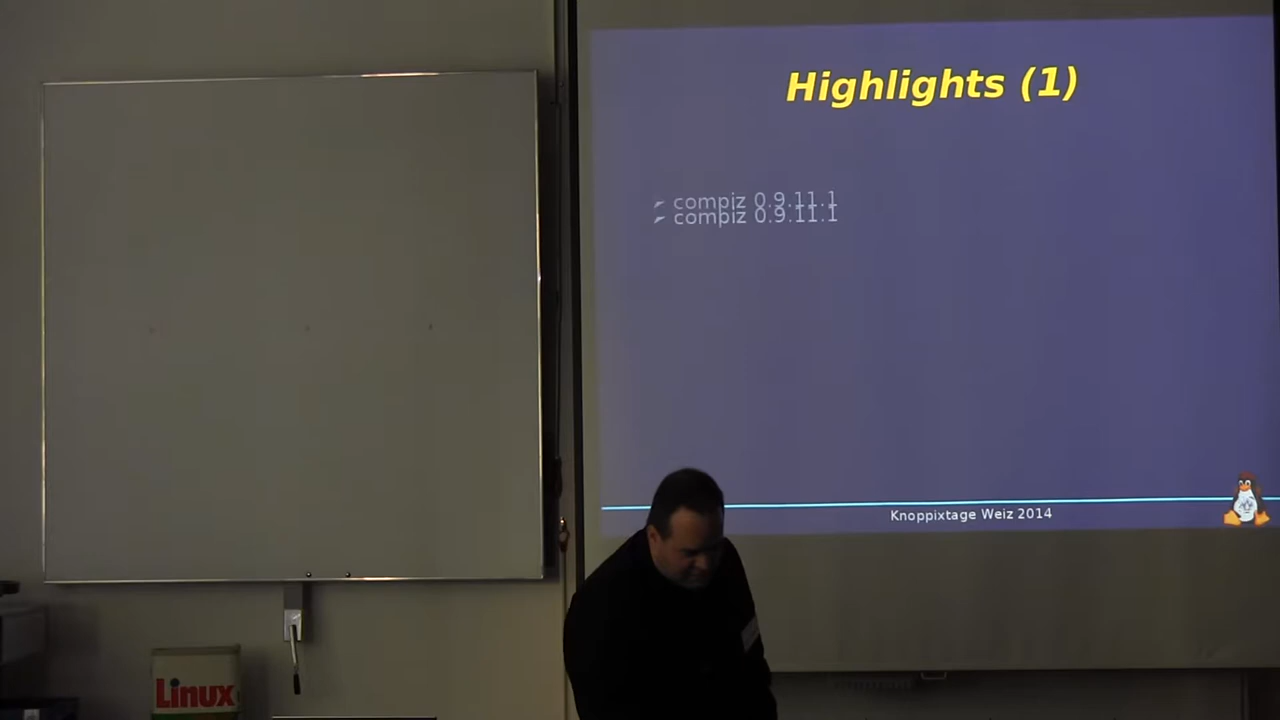 Highlights (1)
compiz 0.9.11.1
compiz 0.9.11.1
Knoppixtage Weiz 2014
Linux